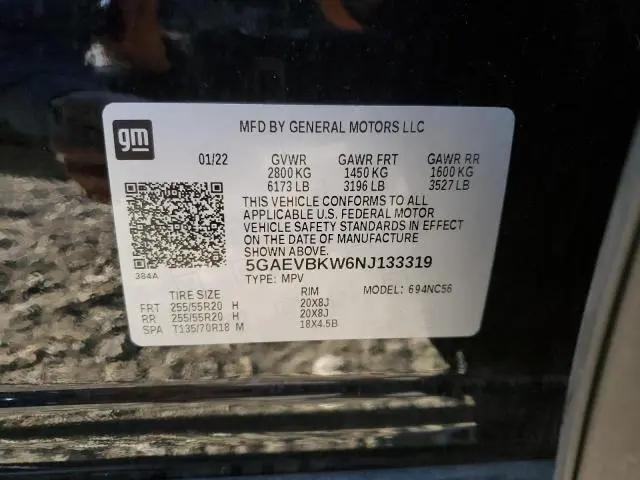 gm
MFD BY GENERAL MOTORS LLC
01/22 GVWR GAWR FRT GAWR RR
2800 KG 1450 KG 1600 KG
6173 LB 3196 LB 3527 LB
THIS VEHICLE CONFORMS TO ALL
APPLICABLE U.S. FEDERAL MOTOR
VEHICLE SAFETY STANDARDS IN EFFECT
ON THE DATE OF MANUFACTURE
SHOWN ABOVE.
384A
5GAEVBKW6NJ133319
TYPE: MPV MODEL: 694NC56
TIRE SIZE RIM
FRT 255/55R20 H 20X8J
RR 255/55R20 H 20X8J
SPA T135/70R18 M 18X4.5B